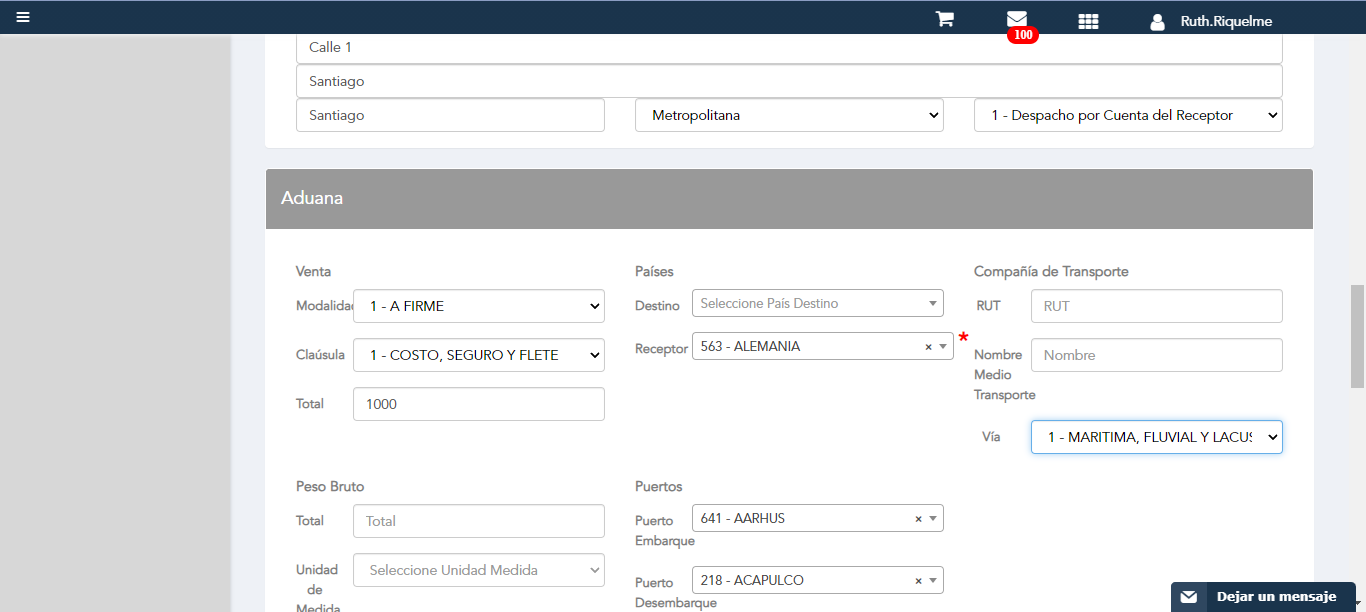 Ruth.Riquelme
100
Calle 1
Santiago
Santiago
Metropolitana
1 - Despacho por Cuenta del Receptor
Aduana
Venta
Países
Compañía de Transporte
Modalidad
1 - A FIRME
Destino
Seleccione País Destino
RUT
RUT
Claúsula
1 - COSTO, SEGURO Y FLETE
Receptor
563 - ALEMANIA
×
*
Nombre
Medio
Transporte
Nombre
Total
1000
Vía
1 - MARITIMA, FLUVIAL Y LACUS
Peso Bruto
Puertos
Total
Total
Puerto
Embarque
641 - AARHUS
×
Unidad
de
Medida
Seleccione Unidad Medida
Puerto
Desembarque
218 - ACAPULCO
×
Dejar un mensaje